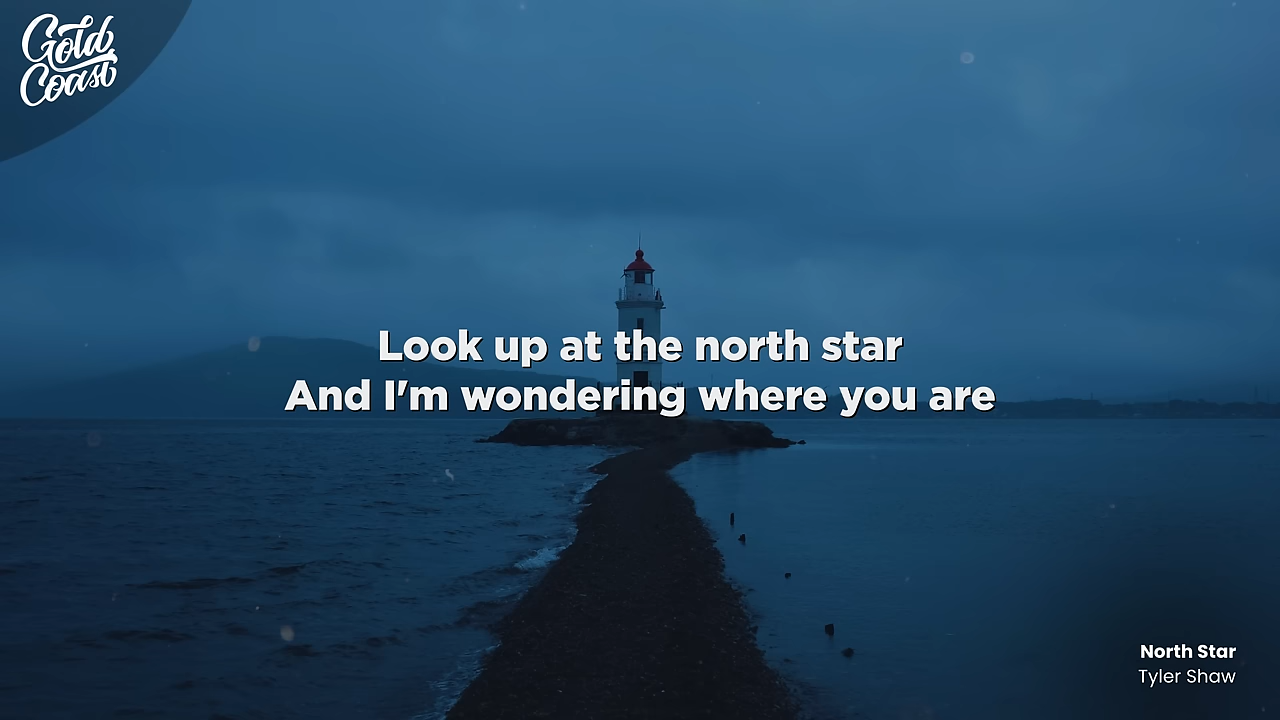 Gold
Coast
Look up at the north star
And I'm wondering where you are
North Star
Tyler Shaw